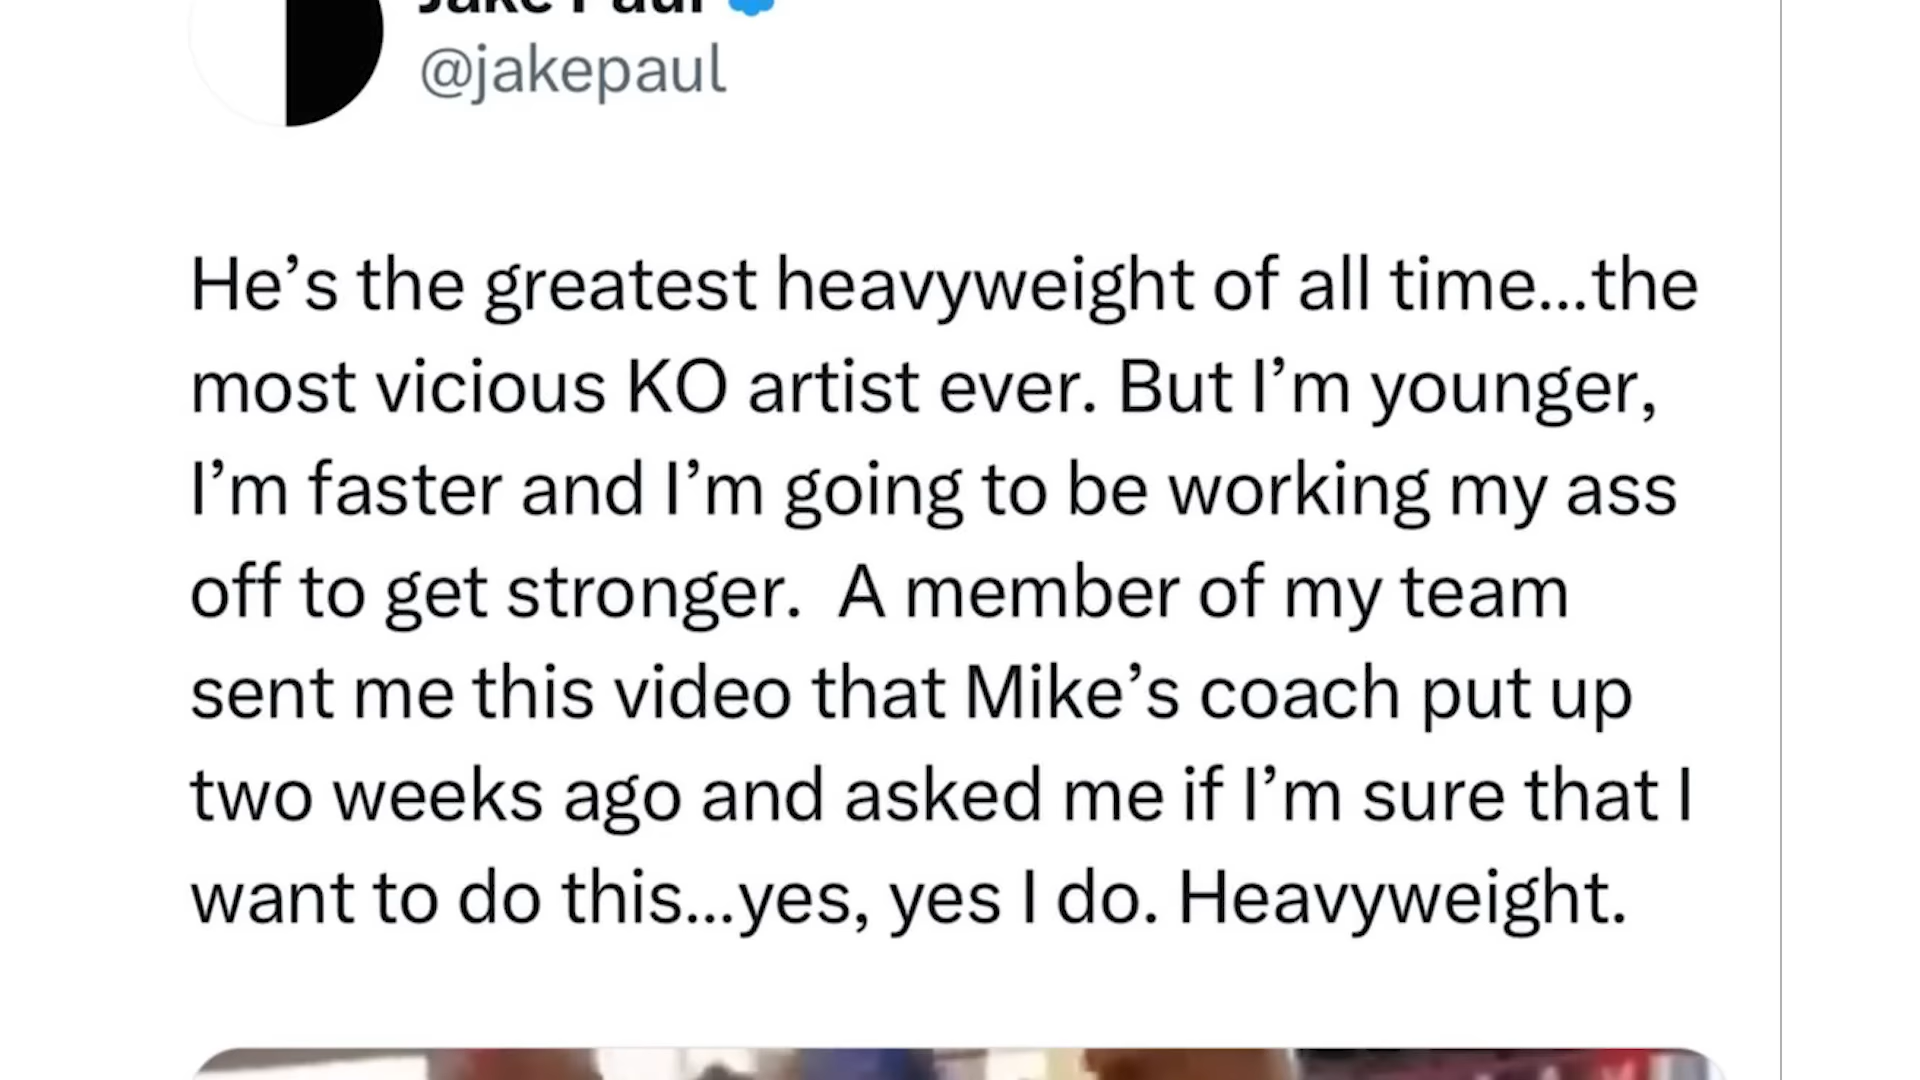 Jake Paul
@jakepaul
He’s the greatest heavyweight of all time...the
most vicious KO artist ever. But I’m younger,
I’m faster and I’m going to be working my ass
off to get stronger.  A member of my team
sent me this video that Mike’s coach put up
two weeks ago and asked me if I’m sure that I
want to do this...yes, yes I do. Heavyweight.